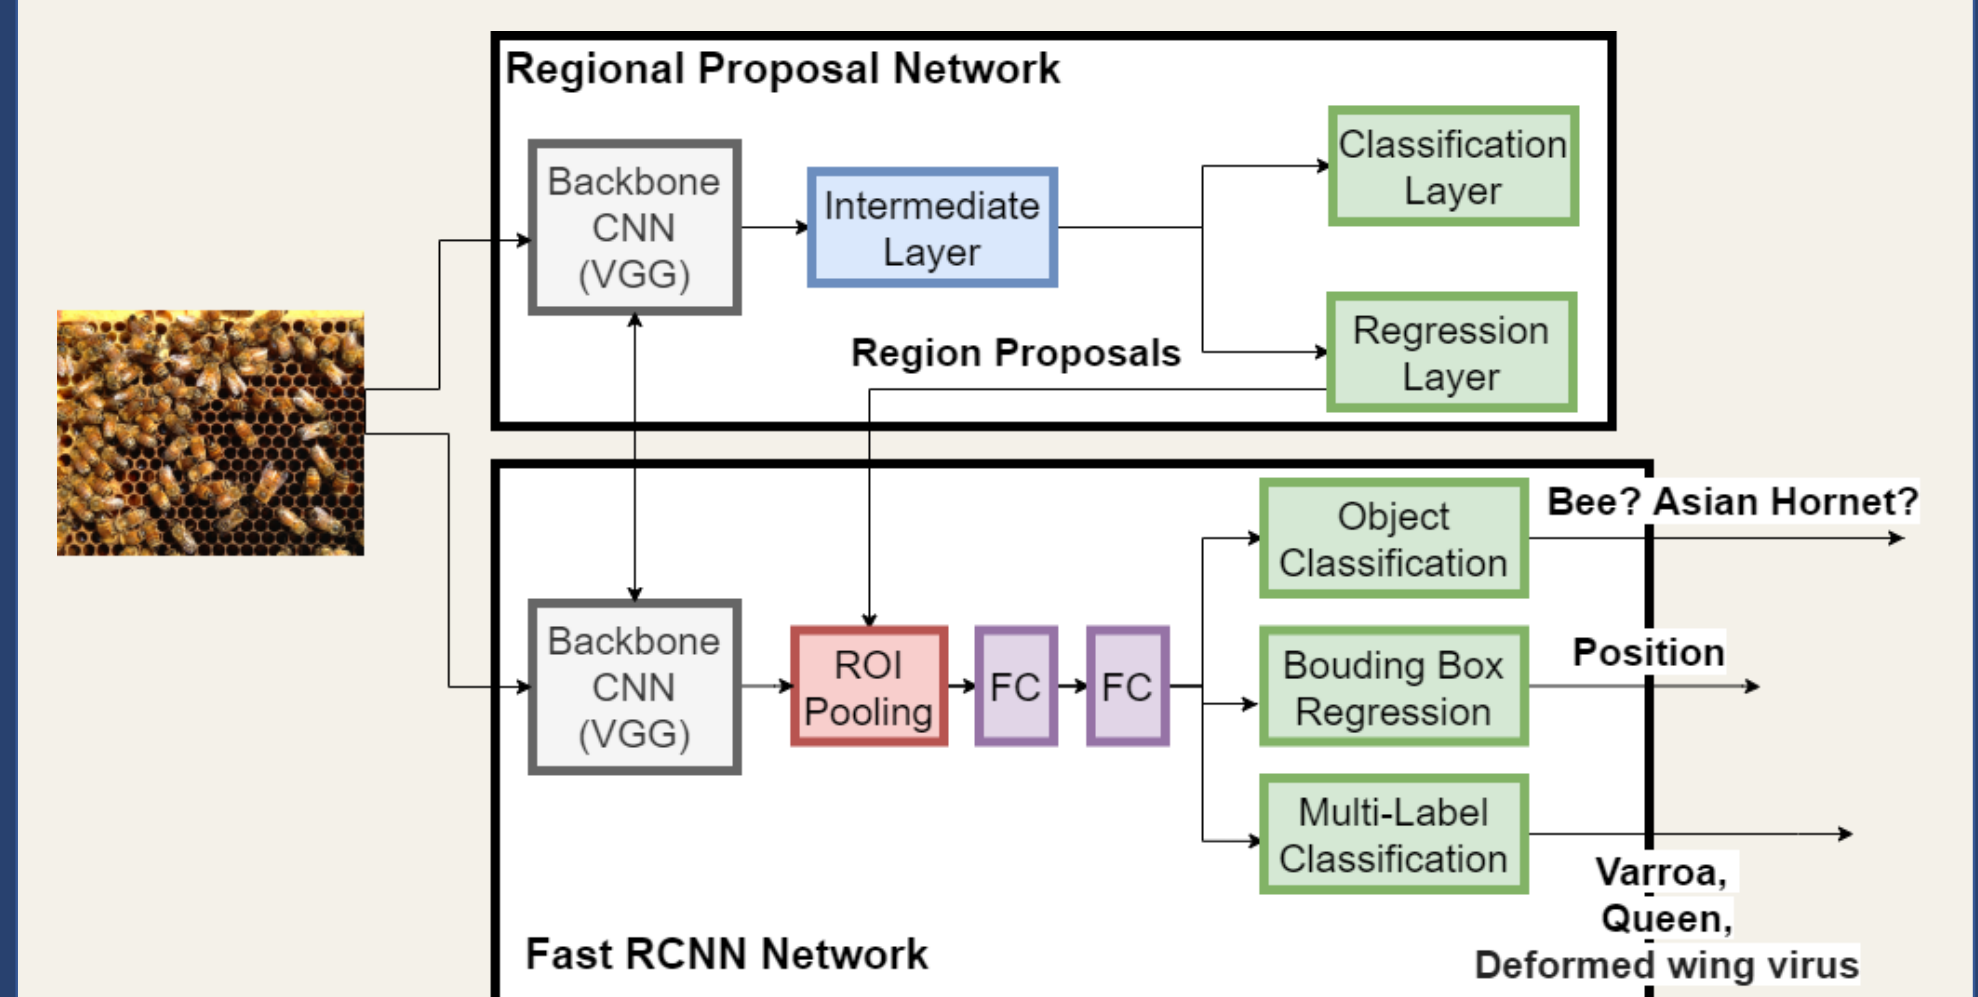 Regional Proposal Network
Backbone
CNN
(VGG)
Intermediate
Layer
Classification
Layer
Regression
Layer
Region Proposals
Backbone
CNN
(VGG)
ROI
Pooling
FC
FC
Object
Classification
Bee? Asian Hornet?
Bouding Box
Regression
Position
Multi-Label
Classification
Varroa,
Queen,
Deformed wing virus
Fast RCNN Network